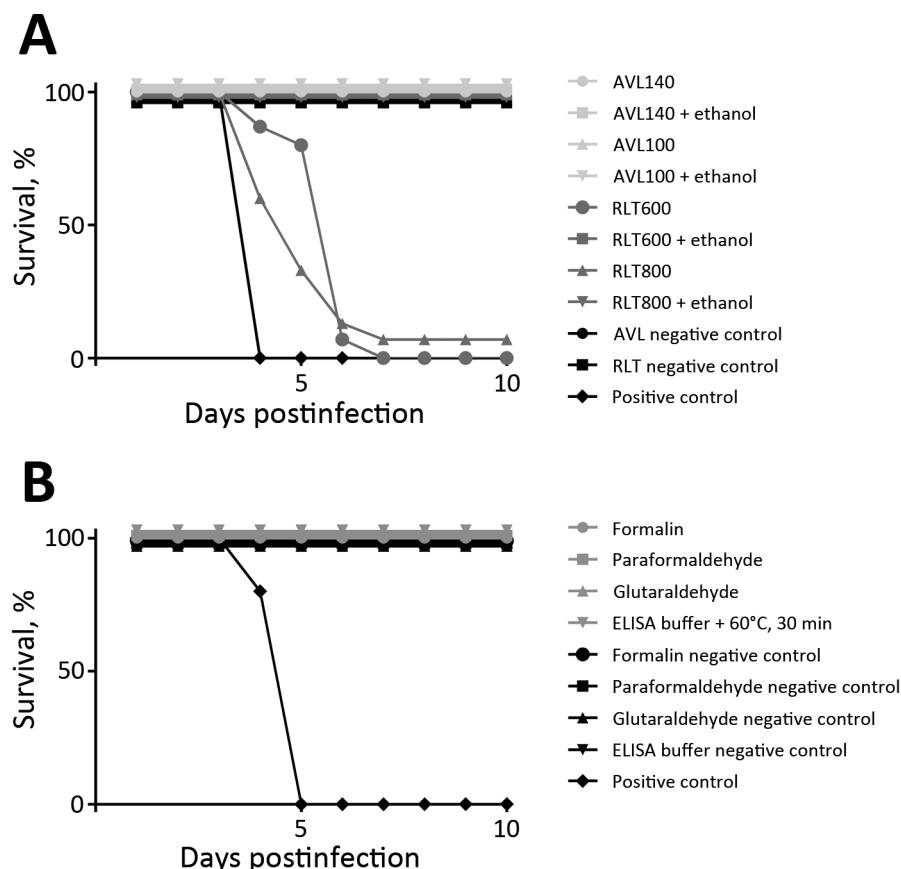 A
Survival, %
100
50
0
5
10
Days postinfection
AVL140
AVL140 + ethanol
AVL100
AVL100 + ethanol
RLT600
RLT600 + ethanol
RLT800
RLT800 + ethanol
AVL negative control
RLT negative control
Positive control
B
Survival, %
100
50
0
5
10
Days postinfection
Formalin
Paraformaldehyde
Glutaraldehyde
ELISA buffer + 60°C, 30 min
Formalin negative control
Paraformaldehyde negative control
Glutaraldehyde negative control
ELISA buffer negative control
Positive control